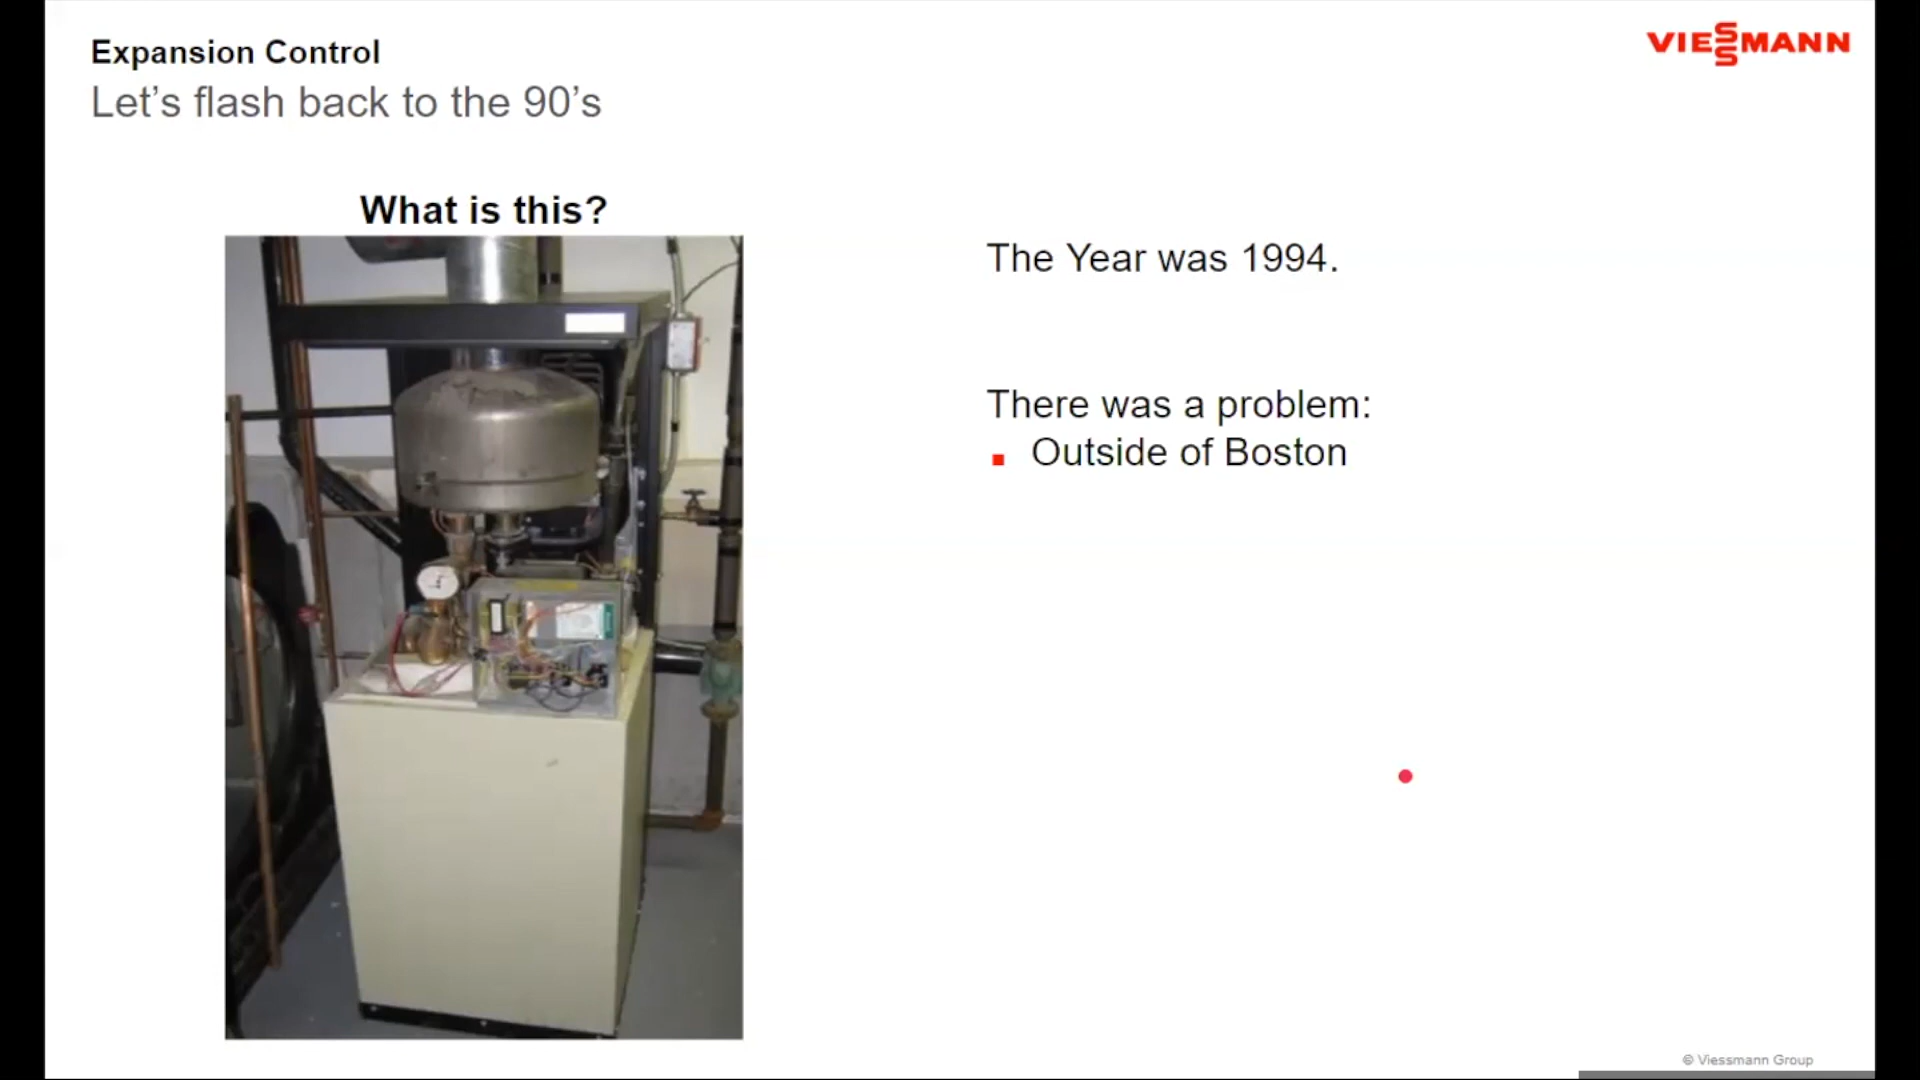 Expansion Control
Let's flash back to the 90's
VIESSMANN
What is this?
The Year was 1994.
There was a problem:
▪ Outside of Boston
© Viessmann Group